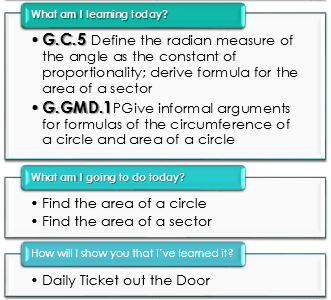 What am I learning today?
• G.C.5 Define the radian measure of
the angle as the constant of
proportionality; derive formula for the
area of a sector
• G.GMD.1PGive informal arguments
for formulas of the circumference of
a circle and area of a circle
What am I going to do today?
• Find the area of a circle
• Find the area of a sector
How will I show you that I've learned it?
• Daily Ticket out the Door